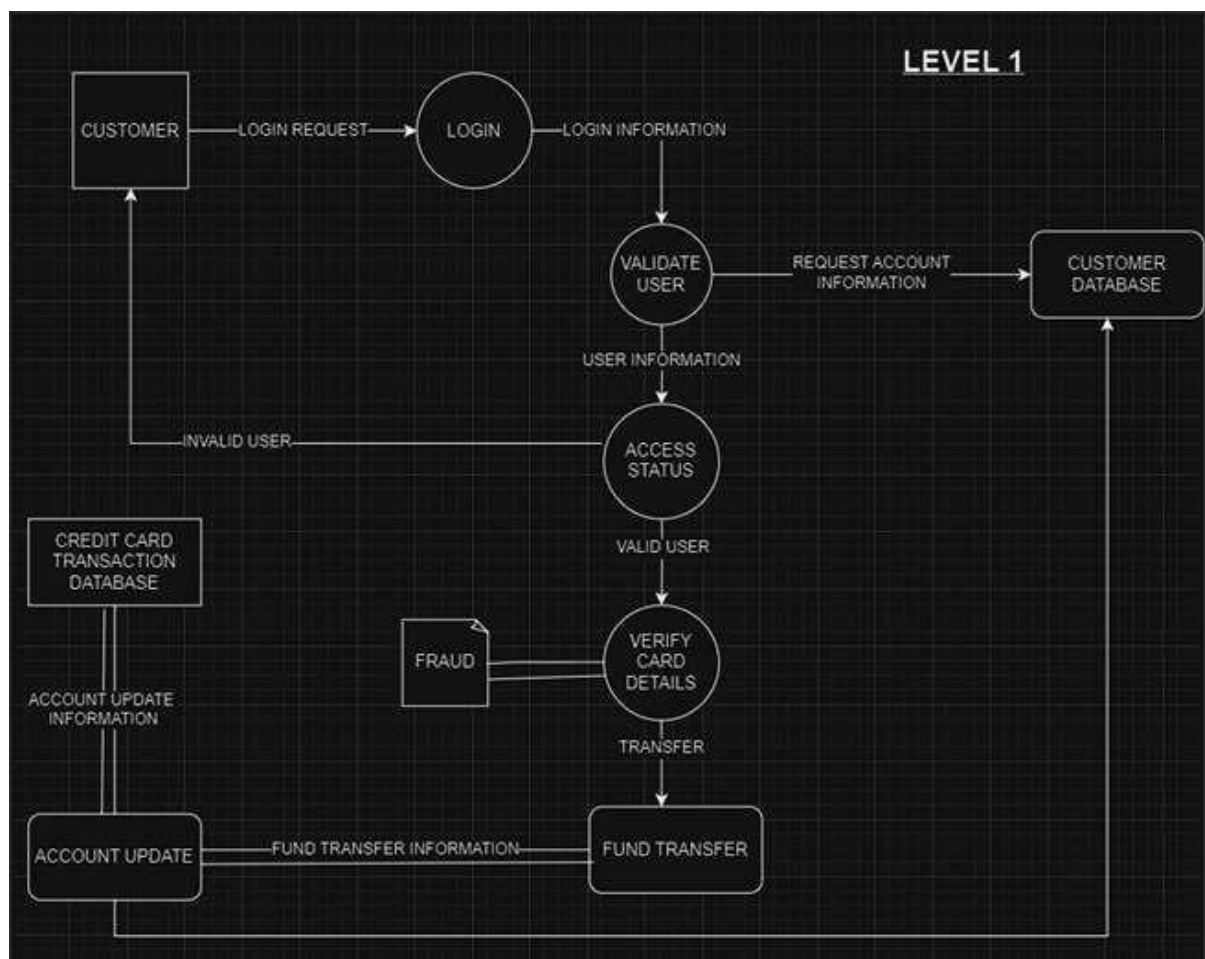 LEVEL 1
CUSTOMER
LOGIN REQUEST
LOGIN
LOGIN INFORMATION
VALIDATE
USER
REQUEST ACCOUNT
INFORMATION
CUSTOMER
DATABASE
USER INFORMATION
INVALID USER
ACCESS
STATUS
CREDIT CARD
TRANSACTION
DATABASE
VALID USER
FRAUD
VERIFY
CARD
DETAILS
ACCOUNT UPDATE
INFORMATION
TRANSFER
ACCOUNT UPDATE
FUND TRANSFER INFORMATION
FUND TRANSFER